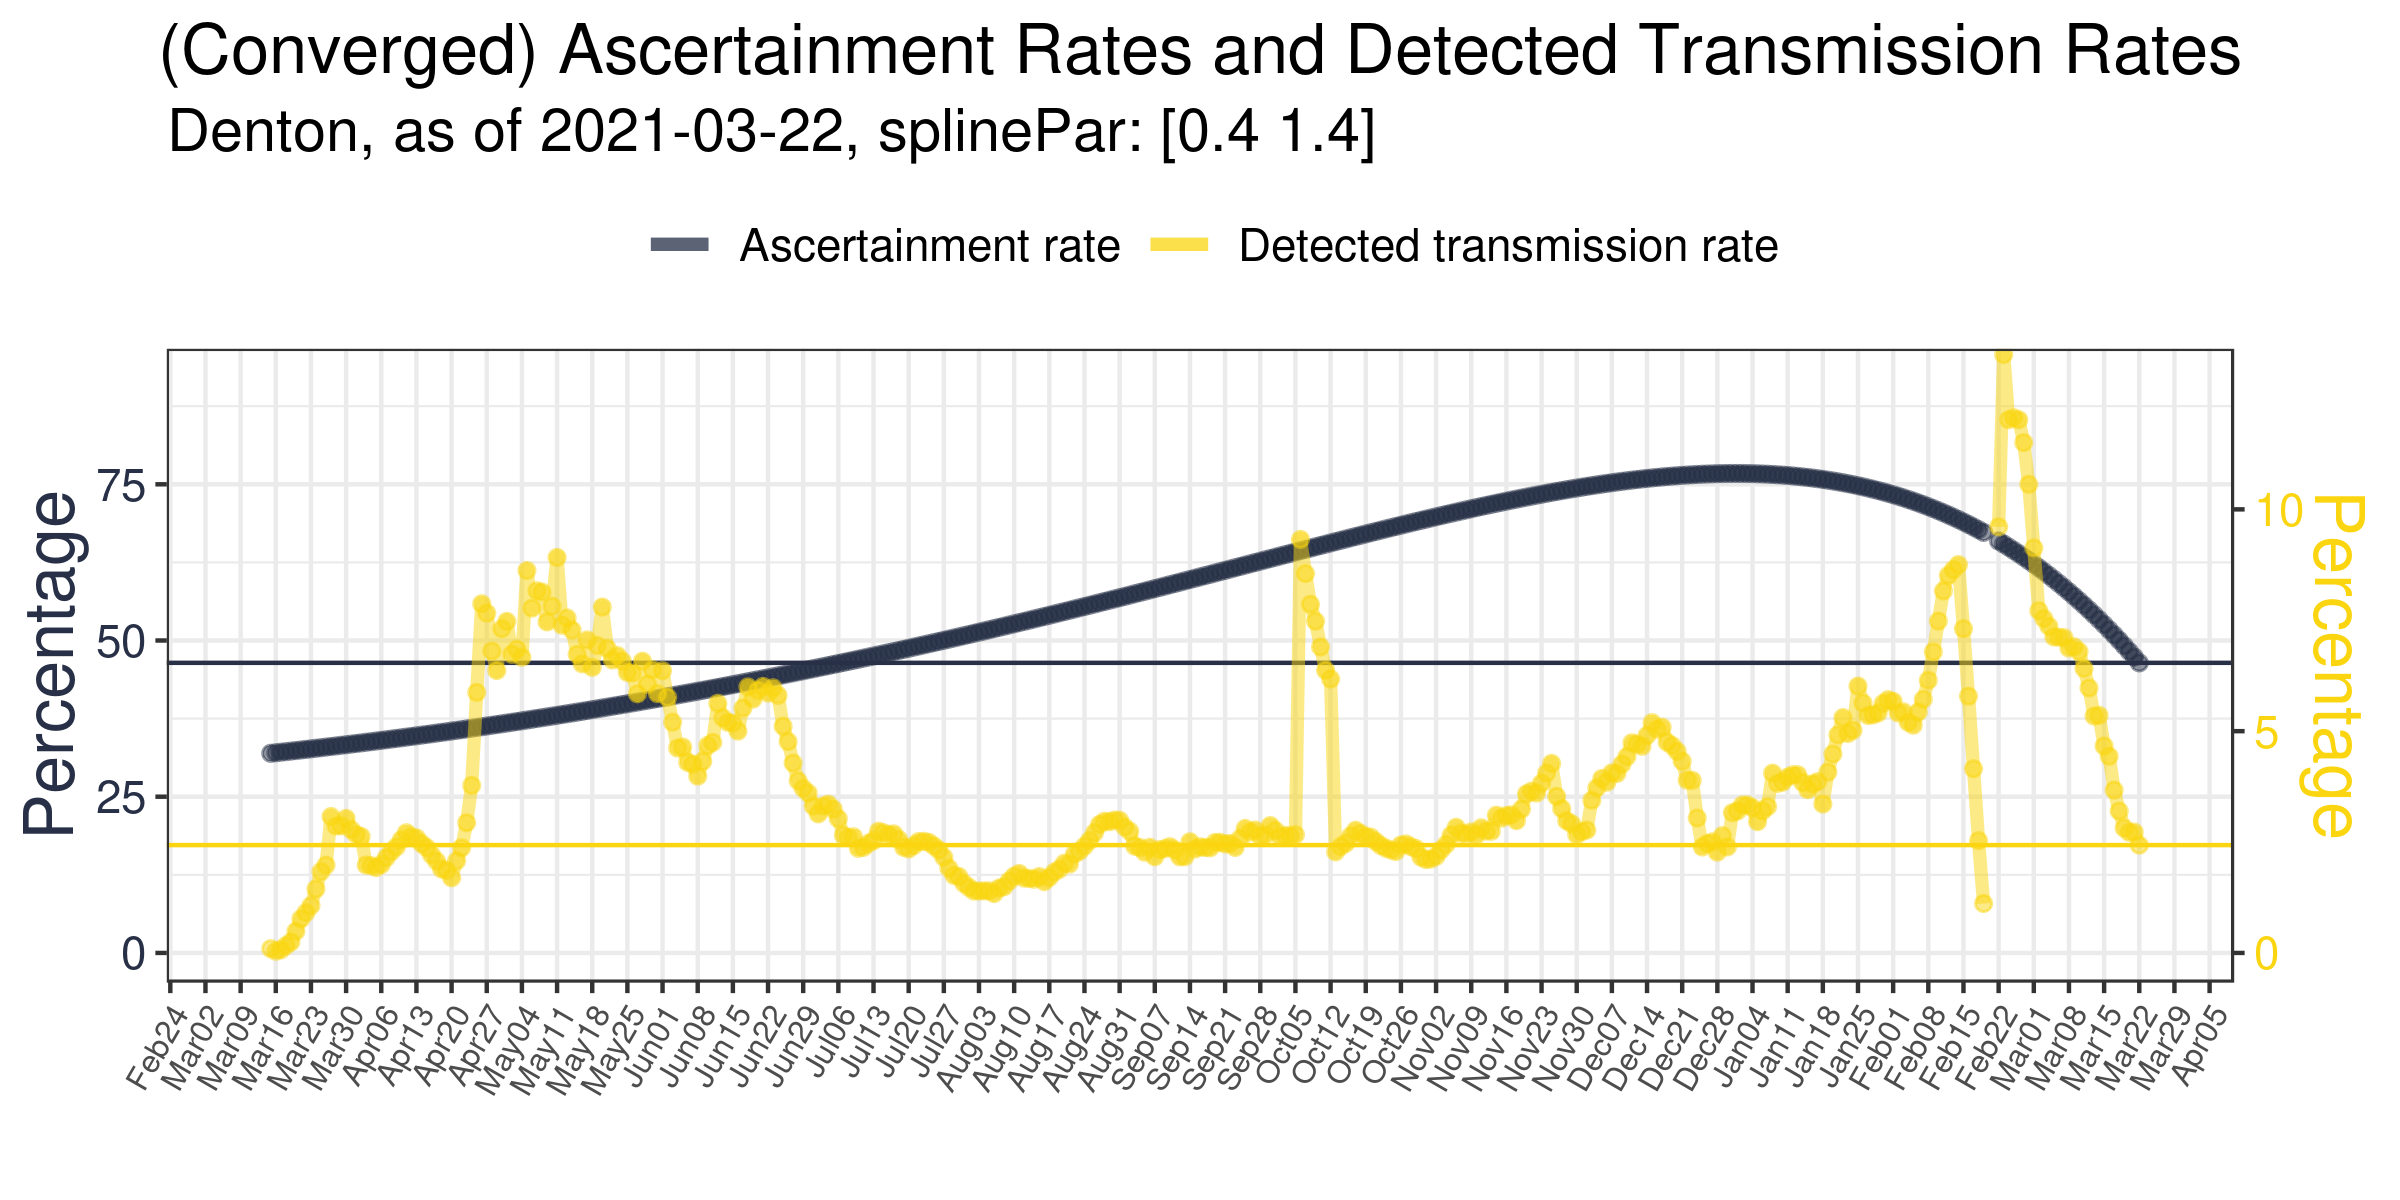 (Converged) Ascertainment Rates and Detected Transmission Rates
Denton, as of 2021-03-22, splinePar: [0.4 1.4]
Ascertainment rate
Detected transmission rate
Percentage
75
50
25
0
10
5
0
Percentage
Feb24
Mar02
Mar09
Mar16
Mar23
Mar30
Apr06
Apr13
Apr20
Apr27
May04
May11
May18
May25
Jun01
Jun08
Jun15
Jun22
Jun29
Jul06
Jul13
Jul20
Jul27
Aug03
Aug10
Aug17
Aug24
Aug31
Sep07
Sep14
Sep21
Sep28
Oct05
Oct12
Oct19
Oct26
Nov02
Nov09
Nov16
Nov23
Nov30
Dec07
Dec14
Dec21
Dec28
Jan04
Jan11
Jan18
Jan25
Feb01
Feb08
Feb15
Feb22
Mar01
Mar08
Mar15
Mar22
Mar29
Apr05